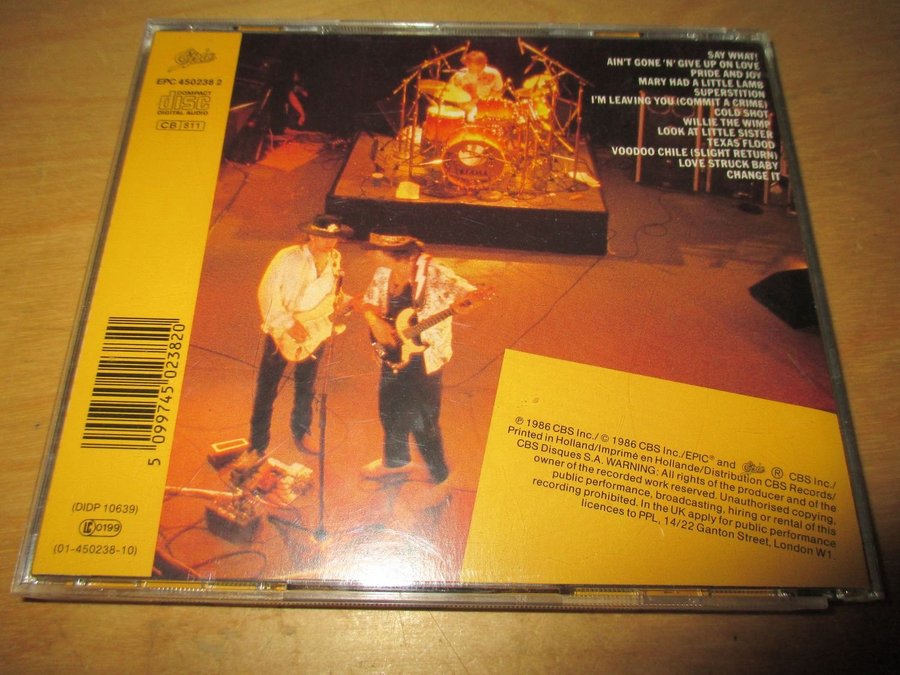 Epic
EPC 450238 2
COMPACT
disc
DIGITAL AUDIO
CB 811
SAY WHAT!
AIN'T GONE 'N' GIVE UP ON LOVE
PRIDE AND JOY
MARY HAD A LITTLE LAMB
SUPERSTITION
I'M LEAVING YOU (COMMIT A CRIME)
COLD SHOT
WILLIE THE WIMP
LOOK AT LITTLE SISTER
TEXAS FLOOD
VOODOO CHILE (SLIGHT RETURN)
LOVE STRUCK BABY
CHANGE IT
TAMA
5 099745 023820
(DIDP 10639)
LC 0199
(01-450238-10)
℗ 1986 CBS Inc./© 1986 CBS Inc./EPIC® and Epic ® CBS Inc./
Printed in Holland/Imprimé en Hollande/Distribution CBS Records/
CBS Disques S.A. WARNING: All rights of the producer and of the
owner of the recorded work reserved. Unauthorised copying,
public performance, broadcasting, hiring or rental of this
recording prohibited. In the UK apply for public performance
licences to PPL, 14/22 Ganton Street, London W1.